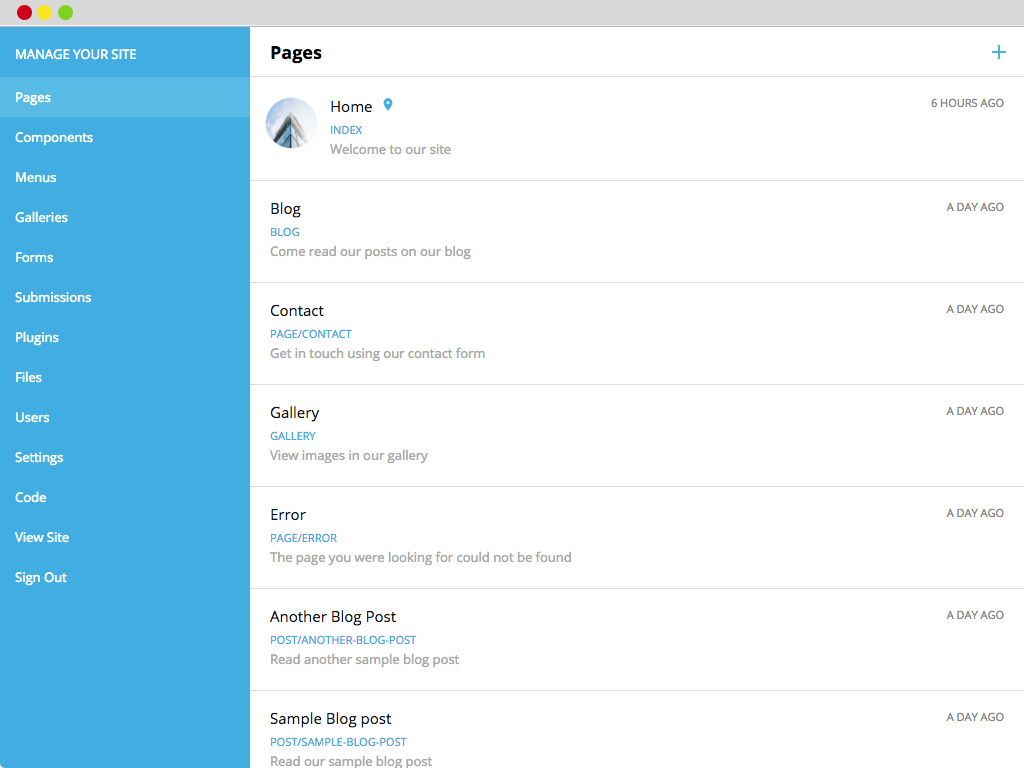 MANAGE YOUR SITE
Pages
Components
Menus
Galleries
Forms
Submissions
Plugins
Files
Users
Settings
Code
View Site
Sign Out
Pages
Home
6 HOURS AGO
INDEX
Welcome to our site
Blog
A DAY AGO
BLOG
Come read our posts on our blog
Contact
A DAY AGO
PAGE/CONTACT
Get in touch using our contact form
Gallery
A DAY AGO
GALLERY
View images in our gallery
Error
A DAY AGO
PAGE/ERROR
The page you were looking for could not be found
Another Blog Post
A DAY AGO
POST/ANOTHER-BLOG-POST
Read another sample blog post
Sample Blog post
A DAY AGO
POST/SAMPLE-BLOG-POST
Read our sample blog post